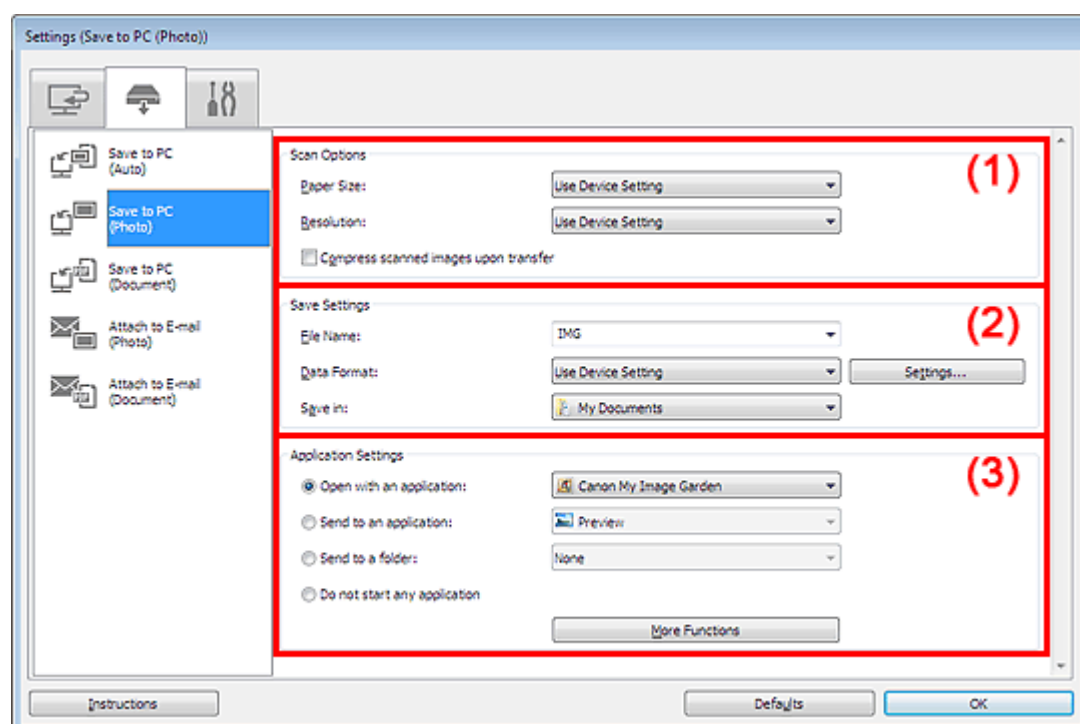 Settings (Save to PC (Photo))
Save to PC
(Auto)
Save to PC
(Photo)
Save to PC
(Document)
Attach to E-mail
(Photo)
Attach to E-mail
(Document)
Scan Options
(1)
Paper Size:
Use Device Setting
Resolution:
Use Device Setting
Compress scanned images upon transfer
Save Settings
(2)
File Name:
IMG
Data Format:
Use Device Setting
Settings...
Save in:
My Documents
Application Settings
(3)
Open with an application:
Canon My Image Garden
Send to an application:
Preview
Send to a folder:
None
Do not start any application
More Functions
Instructions
Defaults
OK